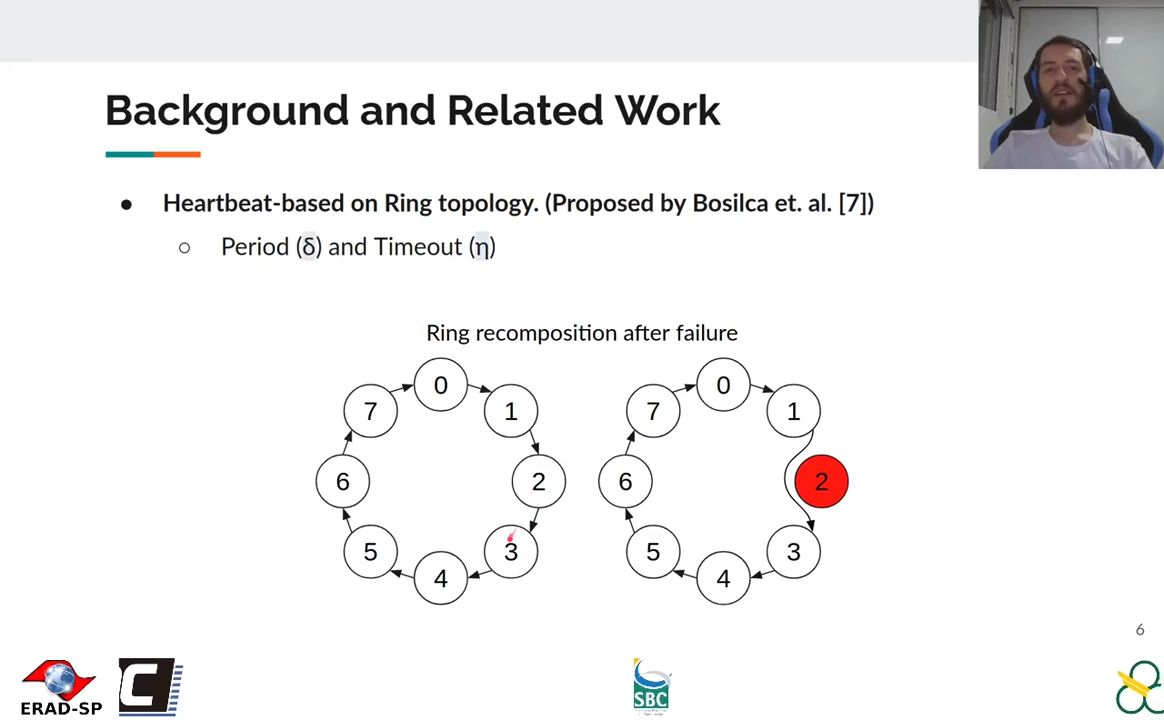 Background and Related Work
● Heartbeat-based on Ring topology. (Proposed by Bosilca et. al. [7])
○ Period (δ) and Timeout (η)
Ring recomposition after failure
0
7
1
6
2
5
3
4
0
7
1
6
2
5
3
4
6
ERAD-SP
C
SBC